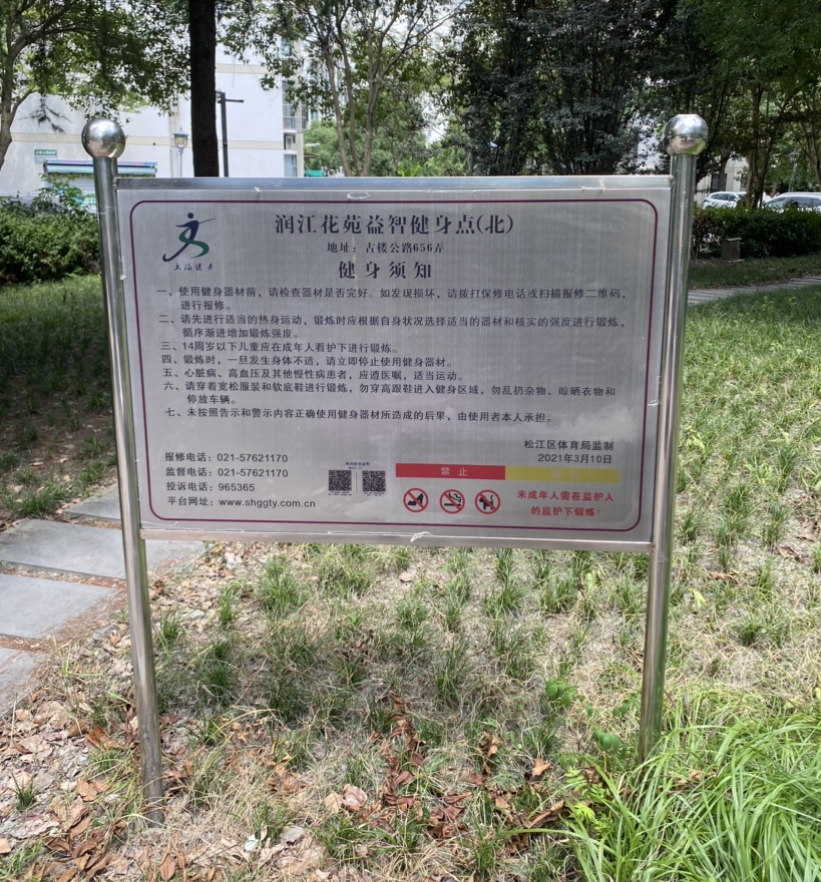 润江花苑益智健身点(北)
地址：古楼公路656弄
健身须知
一、使用健身器材前，请检查器材是否完好。如发现损坏，请拨打保修电话或扫描报修二维码，
进行报修。
二、请先进行适当的热身运动，锻炼时应根据自身状况选择适当的器材和核实的强度进行锻炼，
循序渐进增加锻炼强度。
三、14周岁以下儿童应在成年人看护下进行锻炼。
四、锻炼时，一旦发生身体不适，请立即停止使用健身器材。
五、心脏病、高血压及其他慢性病患者，应遵医嘱，适当运动。
六、请穿着宽松服装和软底鞋进行锻炼，勿穿高跟鞋进入健身区域，勿乱扔杂物、晾晒衣物和
停放车辆。
七、未按照告示和警示内容正确使用健身器材所造成的后果，由使用者本人承担。
松江区体育局监制
2021年3月10日
报修电话：021-57621170
监督电话：021-57621170
投诉电话：965365
平台网址：www.shggty.com.cn
禁 止
未成年人需在监护人
的监护下锻炼！